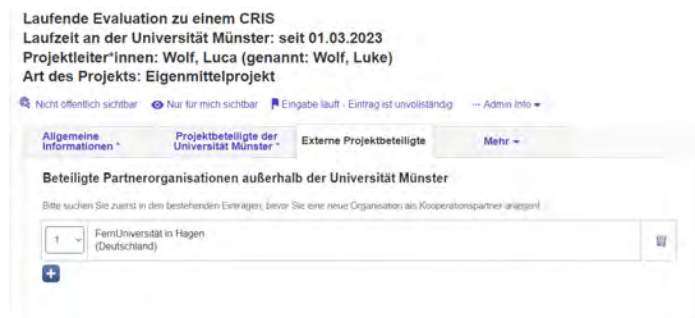 Laufende Evaluation zu einem CRIS
Laufzeit an der Universität Münster: seit 01.03.2023
Projektleiter*innen: Wolf, Luca (genannt: Wolf, Luke)
Art des Projekts: Eigenmittelprojekt
Nicht öffentlich sichtbar Nur für mich sichtbar Eingabe läuft - Eintrag ist unvollständig ··· Admin Info
Allgemeine Informationen * Projektbeteiligte der Universität Münster * Externe Projektbeteiligte Mehr
Beteiligte Partnerorganisationen außerhalb der Universität Münster
Bitte suchen Sie zuerst in den bestehenden Einträgen, bevor Sie eine neue Organisation als Kooperationspartner anlegen!
1 FernUniversität in Hagen
(Deutschland)